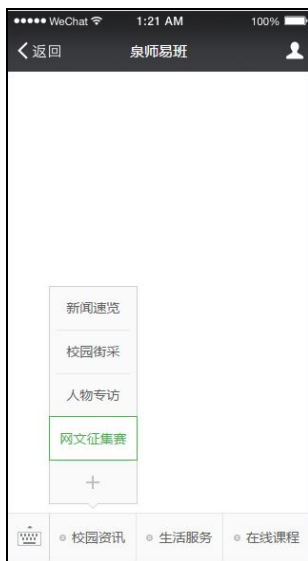 WeChat 1:21 AM 100%
返回 泉师易班
新闻速览
校园街采
人物专访
网文征集赛
+
校园资讯 生活服务 在线课程